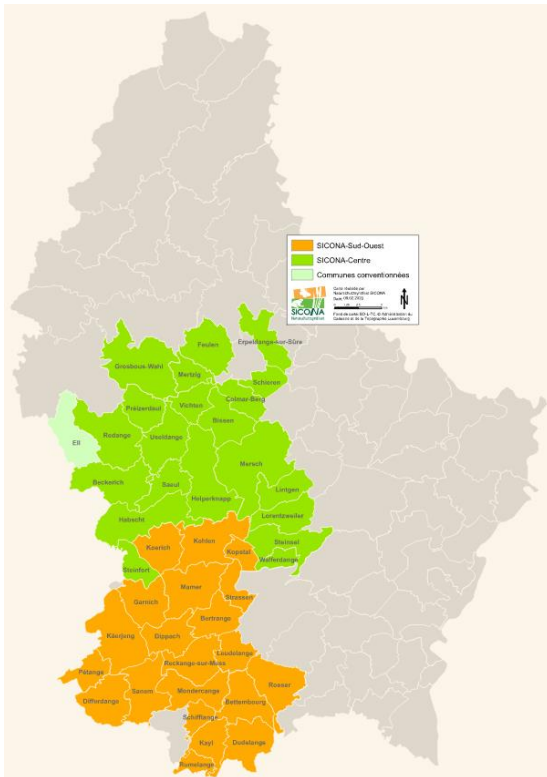 SICONA-Sud-Ouest
SICONA-Centre
Communes conventionnées
SICONA
Feulen
Erpeldange-sur-Sûre
Grosbous-Wahl
Mertzig
Schieren
Colmar-Berg
Preizerdaul
Vichten
Bissen
Ell
Redange
Useldange
Mersch
Beckerich
Saeul
Lintgen
Helperknapp
Habscht
Lorentzweiler
Steinsel
Walferdange
Koerich
Kehlen
Kopstal
Steinfort
Mamer
Garnich
Strassen
Bertrange
Käerjeng
Dippach
Leudelange
Reckange-sur-Mess
Pétange
Roeser
Sanem
Mondercange
Differdange
Bettembourg
Schifflange
Kayl
Dudelange
Rumelange